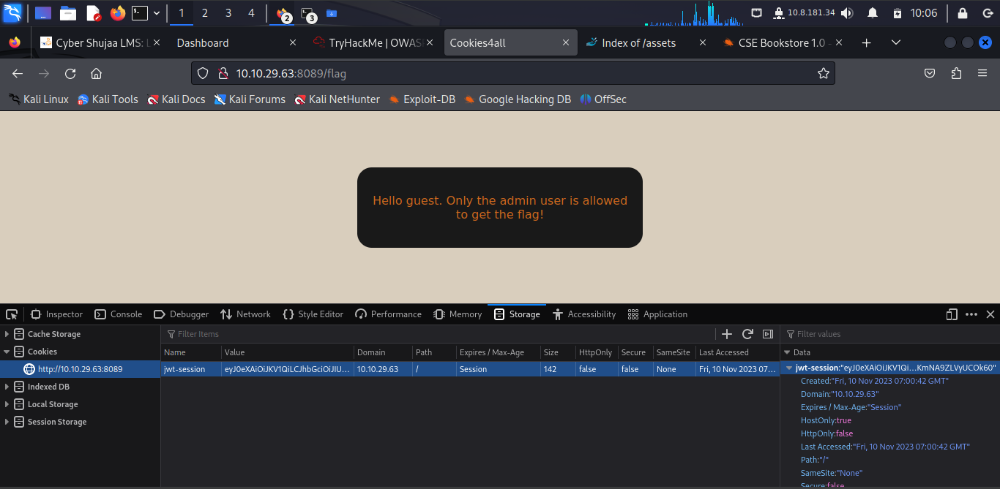 1 2 3 4 2 3 10.8.181.34 10:06
Cyber Shujaa LMS: L Dashboard TryHackMe | OWAS Cookies4all Index of /assets CSE Bookstore 1.0 -
10.10.29.63:8089/flag
Kali Linux Kali Tools Kali Docs Kali Forums Kali NetHunter Exploit-DB Google Hacking DB OffSec
Hello guest. Only the admin user is allowed
to get the flag!
Inspector Console Debugger Network Style Editor Performance Memory Storage Accessibility Application
Cache Storage Filter Items Filter values
Cookies Name Value Domain Path Expires / Max-Age Size HttpOnly Secure SameSite Last Accessed Data
http://10.10.29.63:8089 jwt-session eyJ0eXAiOiJKV1QiLCJhbGciOiJIU... 10.10.29.63 / Session 142 false false None Fri, 10 Nov 2023 07:... jwt-session:"eyJ0eXAiOiJKV1Qi...KmNA9ZLVyUCOk60"
Created:"Fri, 10 Nov 2023 07:00:42 GMT"
Indexed DB Domain:"10.10.29.63"
Local Storage Expires / Max-Age:"Session"
Session Storage HostOnly:true
HttpOnly:false
Last Accessed:"Fri, 10 Nov 2023 07:00:42 GMT"
Path:"/"
SameSite:"None"
Secure:false